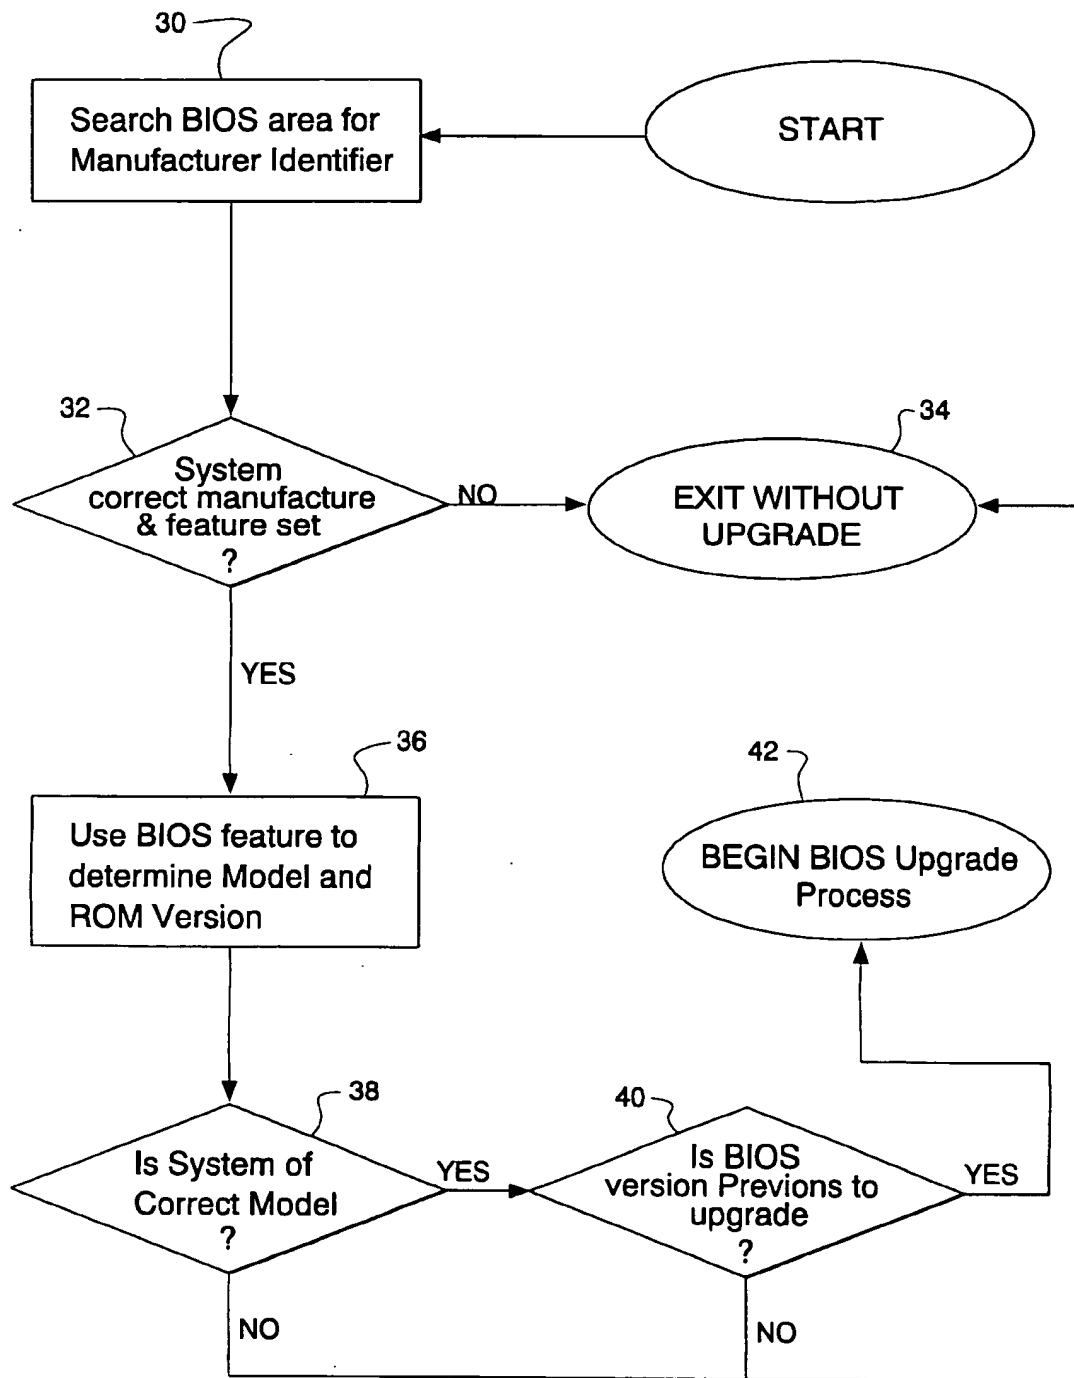 30
Search BIOS area for
Manufacturer Identifier
START
32
System
correct manufacture
& feature set
?
NO
34
EXIT WITHOUT
UPGRADE
YES
36
Use BIOS feature to
determine Model and
ROM Version
42
BEGIN BIOS Upgrade
Process
38
Is System of
Correct Model
?
YES
40
Is BIOS
version Previons to
upgrade
?
YES
NO
NO